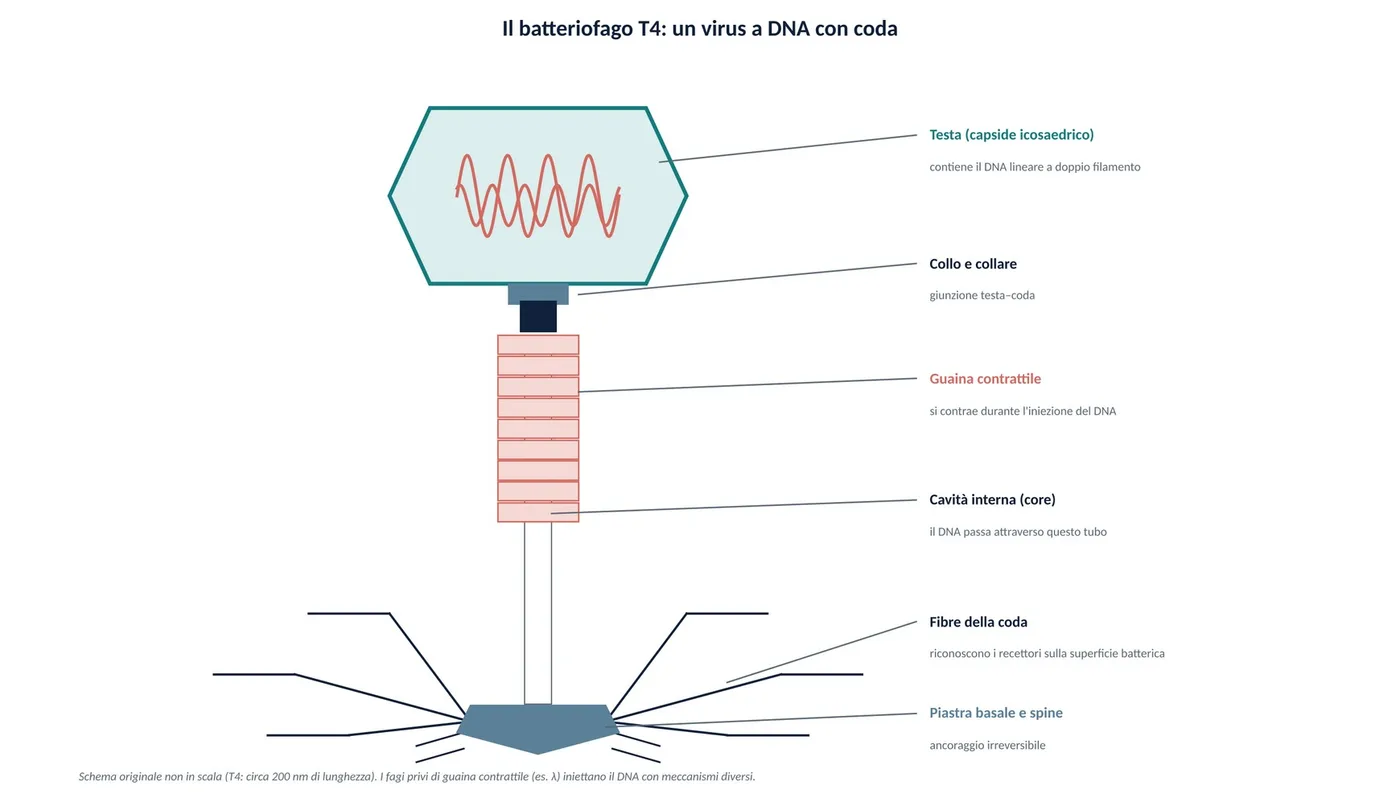 Il batteriofago T4: un virus a DNA con coda
Testa (capside icosaedrico)
contiene il DNA lineare a doppio filamento
Collo e collare
giunzione testa–coda
Guaina contrattile
si contrae durante l'iniezione del DNA
Cavità interna (core)
il DNA passa attraverso questo tubo
Fibre della coda
riconoscono i recettori sulla superficie batterica
Piastra basale e spine
ancoraggio irreversibile
Schema originale non in scala (T4: circa 200 nm di lunghezza). I fagi privi di guaina contrattile (es. λ) iniettano il DNA con meccanismi diversi.